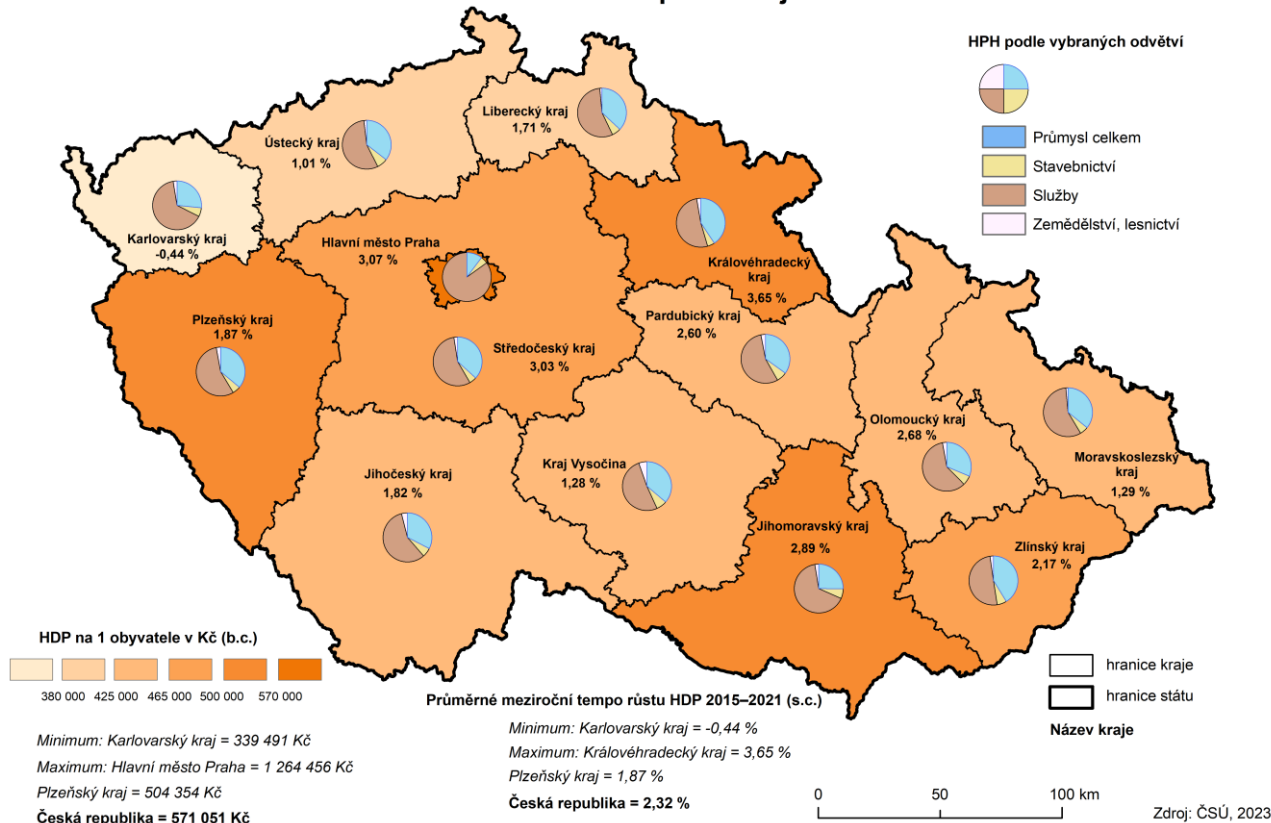 HPH podle vybraných odvětví
Průmysl celkem
Stavebnictví
Služby
Zemědělství, lesnictví
Liberecký kraj
1,71 %
Ústecký kraj
1,01 %
Karlovarský kraj
-0,44 %
Hlavní město Praha
3,07 %
Královéhradecký
kraj
3,65 %
Plzeňský kraj
1,87 %
Pardubický kraj
2,60 %
Středočeský kraj
3,03 %
Olomoucký kraj
2,68 %
Moravskoslezský
kraj
1,29 %
Jihočeský kraj
1,82 %
Kraj Vysočina
1,28 %
Jihomoravský kraj
2,89 %
Zlínský kraj
2,17 %
HDP na 1 obyvatele v Kč (b.c.)
380 000 425 000 465 000 500 000 570 000
Minimum: Karlovarský kraj = 339 491 Kč
Maximum: Hlavní město Praha = 1 264 456 Kč
Plzeňský kraj = 504 354 Kč
Česká republika = 571 051 Kč
Průměrné meziroční tempo růstu HDP 2015–2021 (s.c.)
Minimum: Karlovarský kraj = -0,44 %
Maximum: Královéhradecký kraj = 3,65 %
Plzeňský kraj = 1,87 %
Česká republika = 2,32 %
hranice kraje
hranice státu
Název kraje
0 50 100 km
Zdroj: ČSÚ, 2023